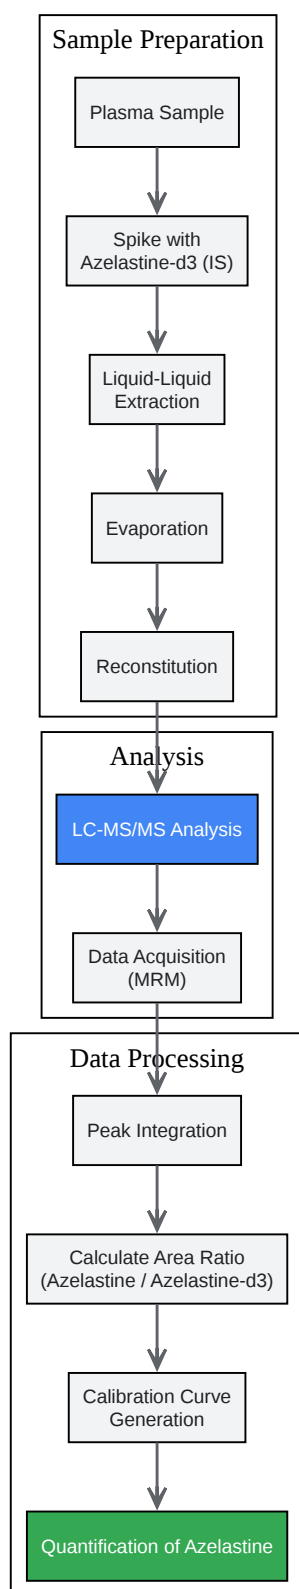 Sample Preparation
Plasma Sample
Spike with
Azelastine-d3 (IS)
Liquid-Liquid
Extraction
Evaporation
Reconstitution
Analysis
LC-MS/MS Analysis
Data Acquisition
(MRM)
Data Processing
Peak Integration
Calculate Area Ratio
(Azelastine / Azelastine-d3)
Calibration Curve
Generation
Quantification of Azelastine